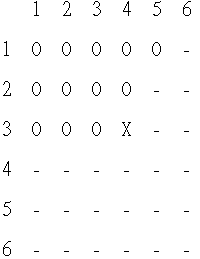 1 2 3 4 5 6
1 O O O O O -
2 O O O O - -
3 O O O X - -
4 - - - - - -
5 - - - - - -
6 - - - - - -